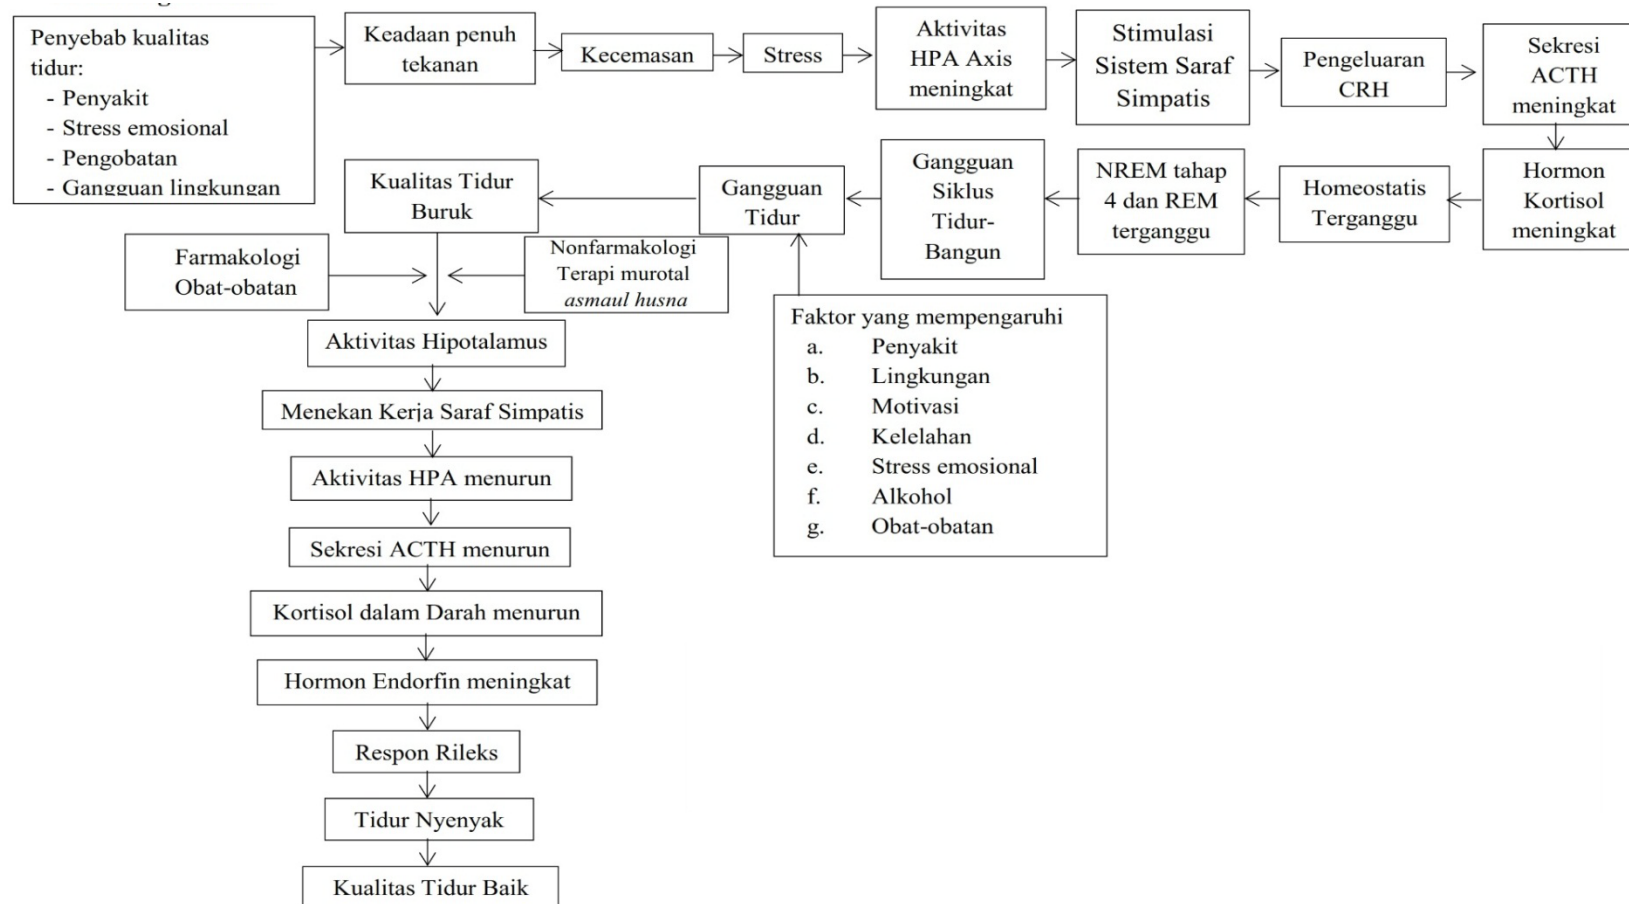 Penyebab kualitas
tidur:
- Penyakit
- Stress emosional
- Pengobatan
- Gangguan lingkungan
Keadaan penuh
tekanan
Kecemasan
Stress
Aktivitas
HPA Axis
meningkat
Stimulasi
Sistem Saraf
Simpatis
Pengeluaran
CRH
Sekresi
ACTH
meningkat
Hormon
Kortisol
meningkat
Homeostatis
Terganggu
NREM tahap
4 dan REM
terganggu
Gangguan
Siklus
Tidur-
Bangun
Gangguan
Tidur
Kualitas Tidur
Buruk
Farmakologi
Obat-obatan
Nonfarmakologi
Terapi murotal
asmaul husna
Faktor yang mempengaruhi
a. Penyakit
b. Lingkungan
c. Motivasi
d. Kelelahan
e. Stress emosional
f. Alkohol
g. Obat-obatan
Aktivitas Hipotalamus
Menekan Kerja Saraf Simpatis
Aktivitas HPA menurun
Sekresi ACTH menurun
Kortisol dalam Darah menurun
Hormon Endorfin meningkat
Respon Rileks
Tidur Nyenyak
Kualitas Tidur Baik